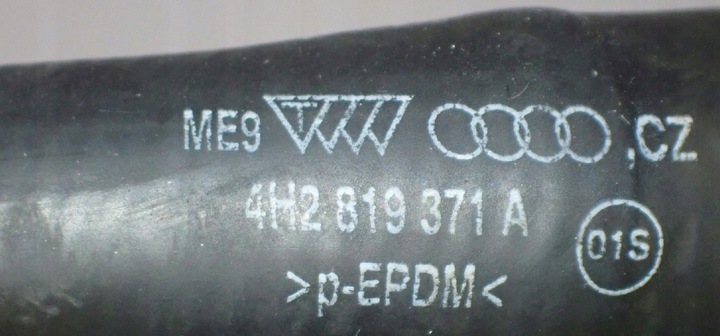 ME9 ,CZ
4H2 819 371 A
01S
>p-EPDM<